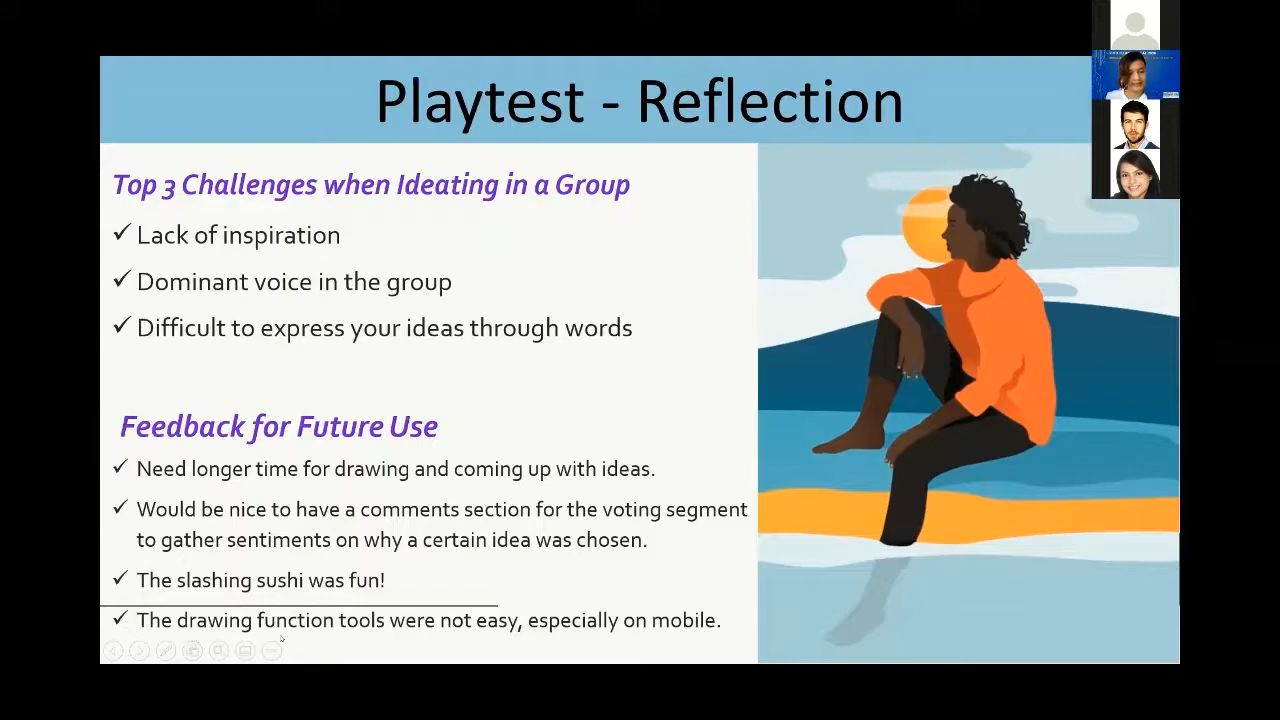 Playtest - Reflection
Top 3 Challenges when Ideating in a Group
✓ Lack of inspiration
✓ Dominant voice in the group
✓ Difficult to express your ideas through words
Feedback for Future Use
✓ Need longer time for drawing and coming up with ideas.
✓ Would be nice to have a comments section for the voting segment
to gather sentiments on why a certain idea was chosen.
✓ The slashing sushi was fun!
✓ The drawing function tools were not easy, especially on mobile.